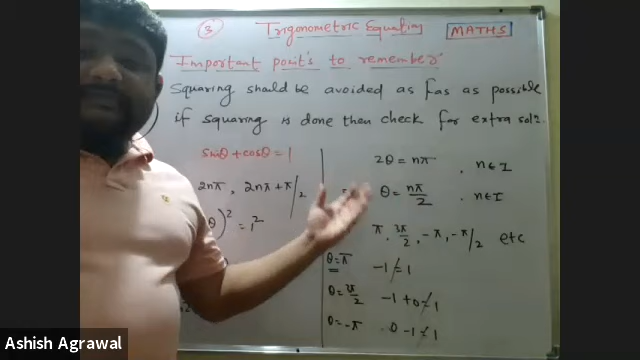 ③ Trigonometric Equation MATHS
Important point's to remember
Squaring should be avoided as far as possible
if squaring is done then check for extra solⁿ.
sinθ + cosθ = 1
2nπ, 2nπ + π/2
θ)² = 1²
2θ = nπ , n ∈ I
θ = nπ/2 , n ∈ I
π, 3π/2, -π, -π/2 etc
θ = π -1 ≠ 1
θ = 3π/2 -1 + 0 ≠ 1
θ = -π 0 - 1 ≠ 1
Ashish Agrawal